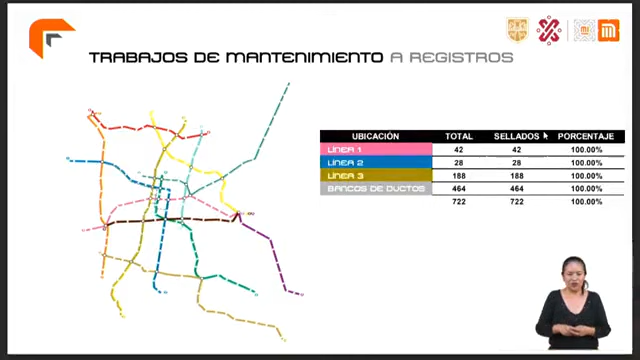 TRABAJOS DE MANTENIMIENTO A REGISTROS
UBICACIÓN TOTAL SELLADOS PORCENTAJE
LÍNEA 1 42 42 100.00%
LÍNEA 2 28 28 100.00%
LÍNEA 3 188 188 100.00%
BANCOS DE DUCTOS 464 464 100.00%
722 722 100.00%